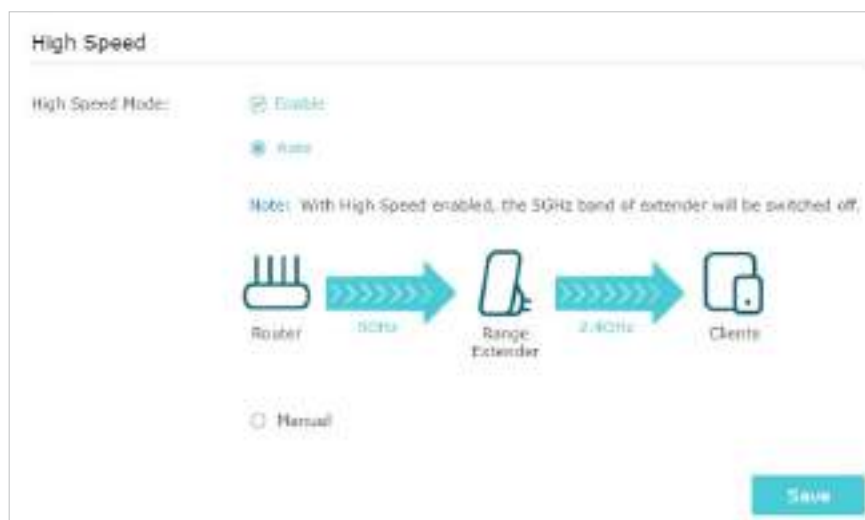 High Speed
High Speed Mode: Enable
Auto
Note: With High Speed enabled, the 5GHz band of extender will be switched off.
Router 5GHz Range Extender 2.4GHz Clients
Manual
Save